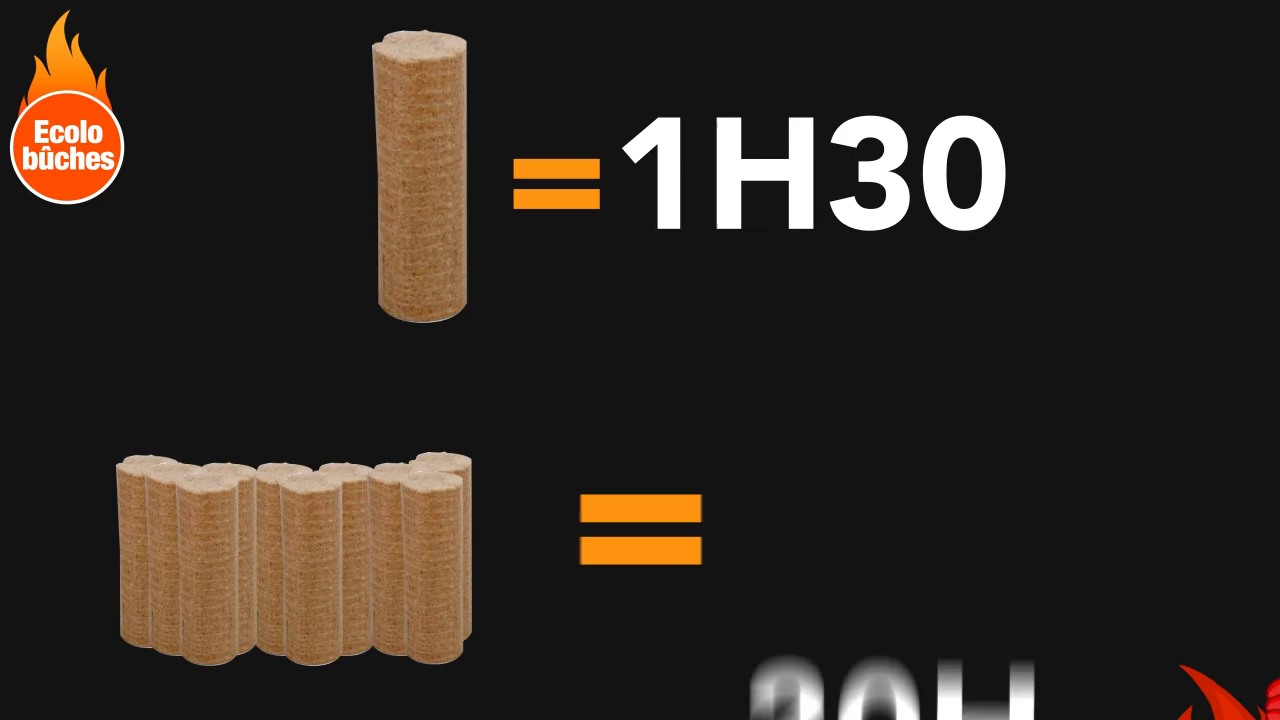 Ecolo
bûches
=1H30
=